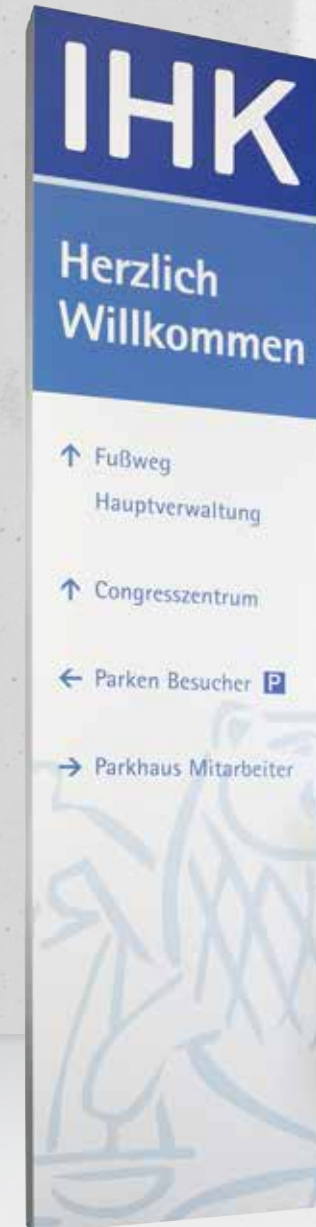 IHK
Herzlich
Willkommen
↑ Fußweg
Hauptverwaltung
↑ Congresszentrum
← Parken Besucher P
→ Parkhaus Mitarbeiter